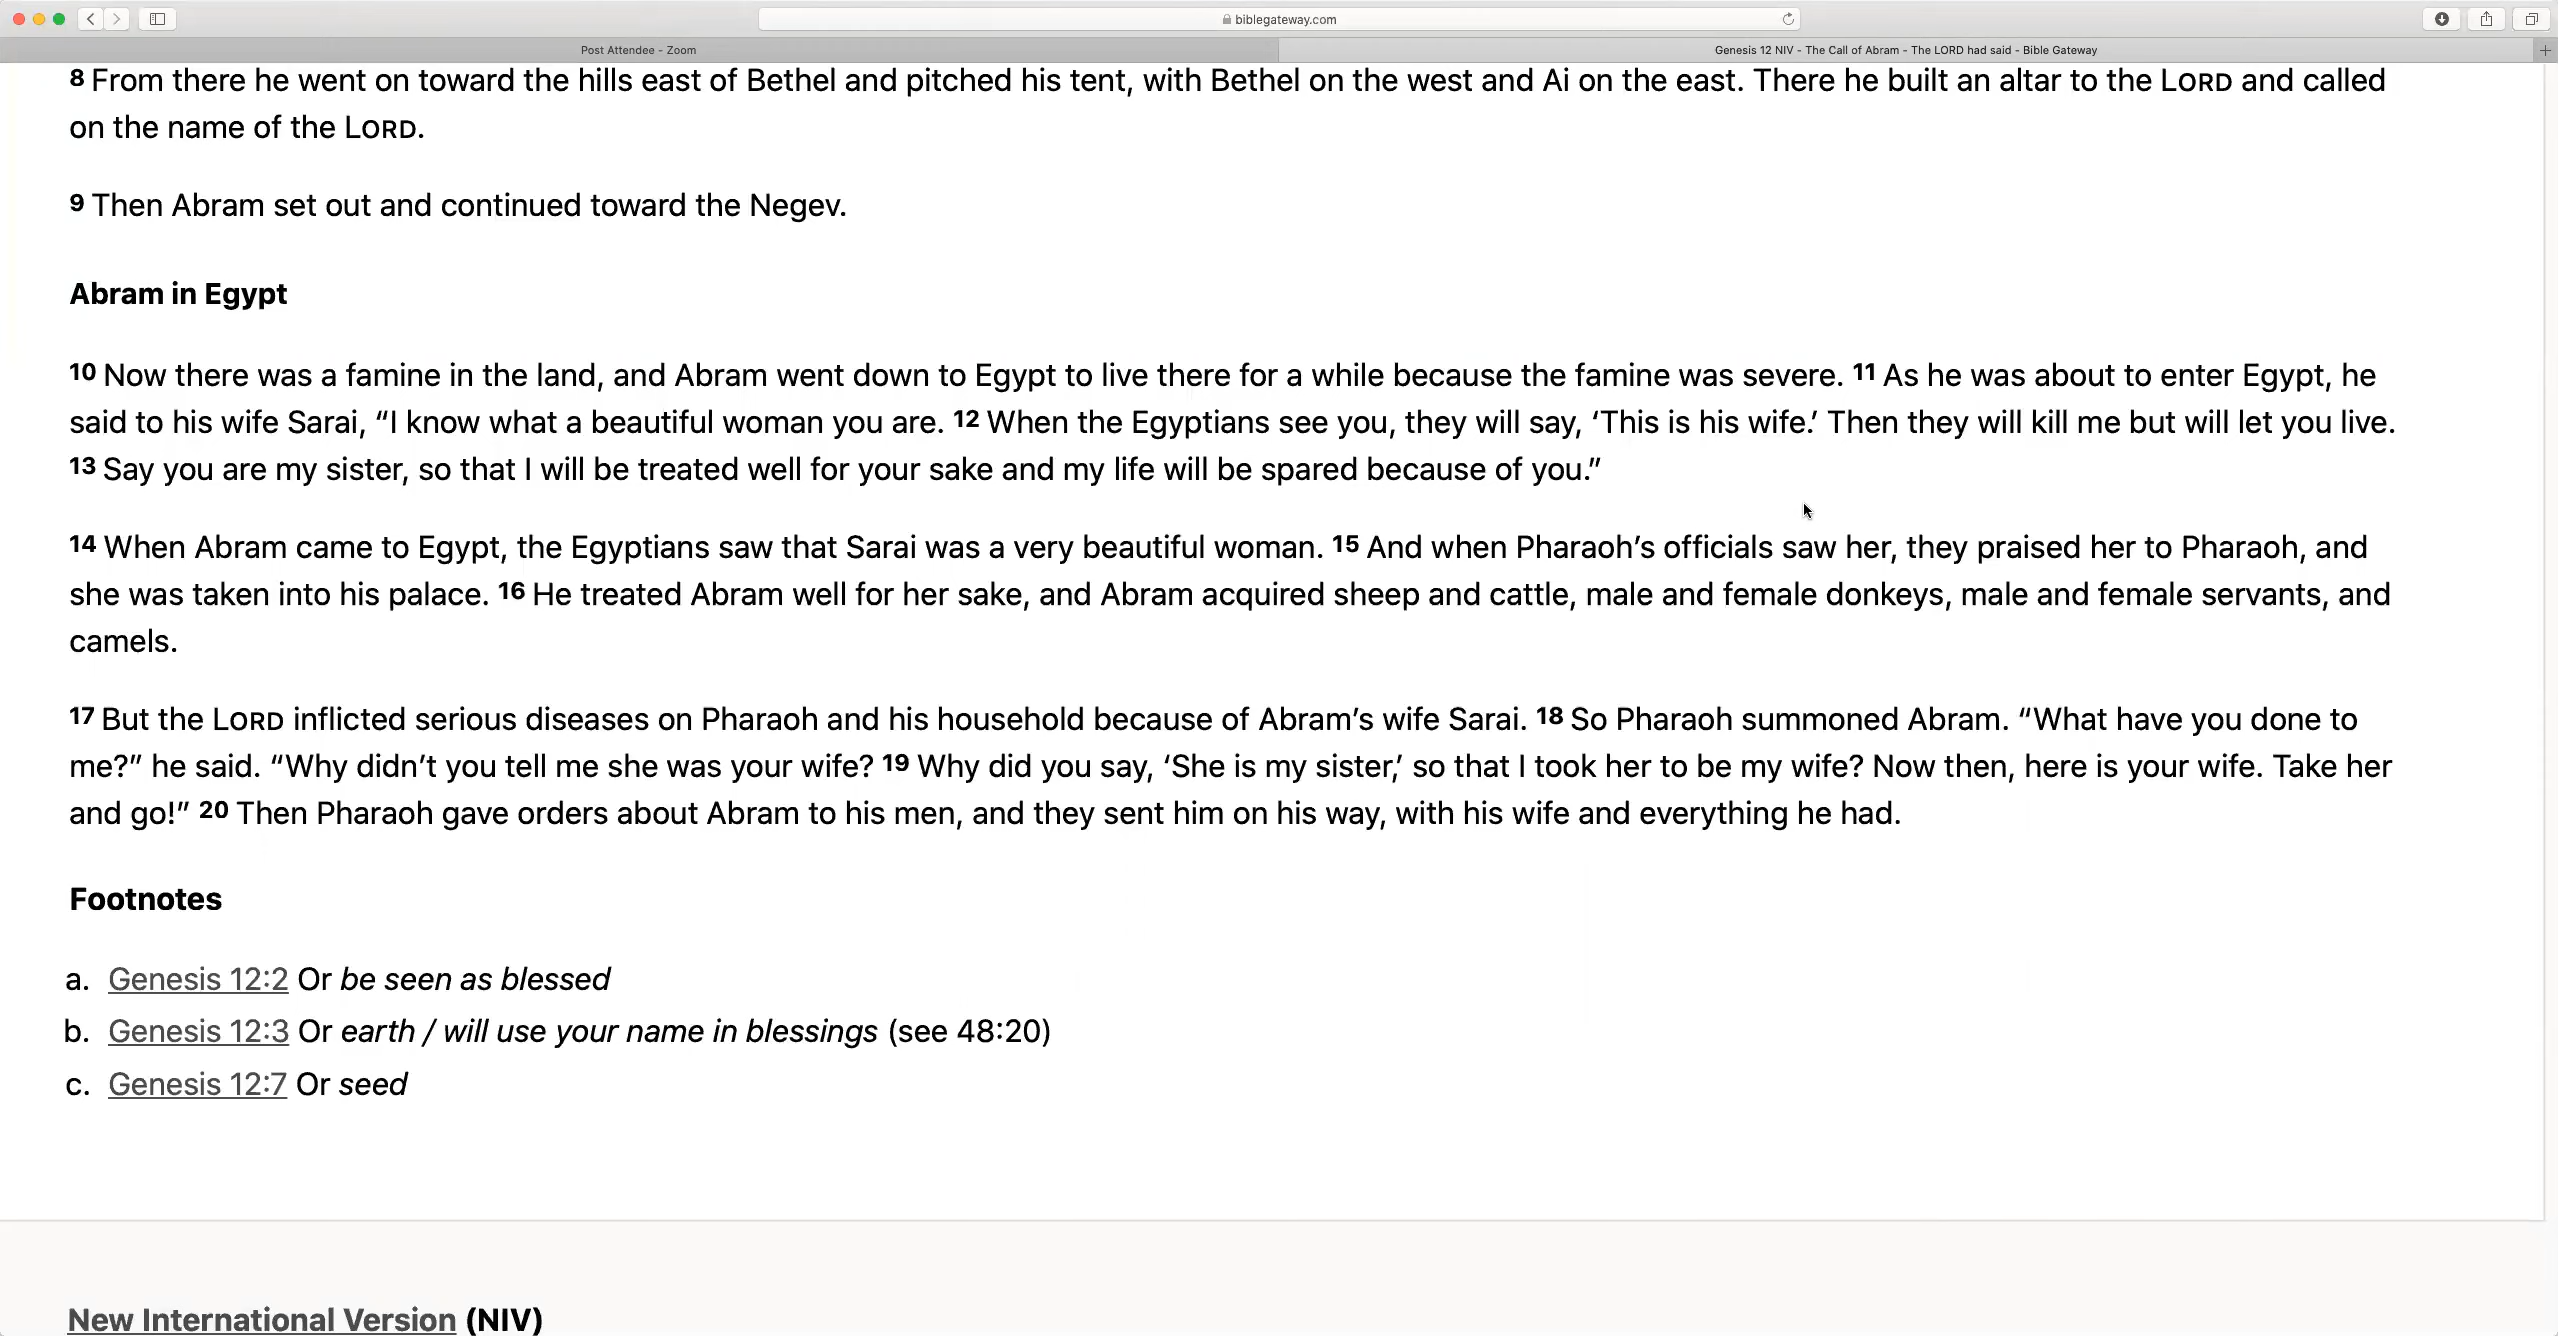 biblegateway.com
Post Attendee - Zoom
Genesis 12 NIV - The Call of Abram - The LORD had said - Bible Gateway
8 From there he went on toward the hills east of Bethel and pitched his tent, with Bethel on the west and Ai on the east. There he built an altar to the LORD and called
on the name of the LORD.
9 Then Abram set out and continued toward the Negev.
Abram in Egypt
10 Now there was a famine in the land, and Abram went down to Egypt to live there for a while because the famine was severe. 11 As he was about to enter Egypt, he
said to his wife Sarai, “I know what a beautiful woman you are. 12 When the Egyptians see you, they will say, ‘This is his wife.’ Then they will kill me but will let you live.
13 Say you are my sister, so that I will be treated well for your sake and my life will be spared because of you.”
14 When Abram came to Egypt, the Egyptians saw that Sarai was a very beautiful woman. 15 And when Pharaoh’s officials saw her, they praised her to Pharaoh, and
she was taken into his palace. 16 He treated Abram well for her sake, and Abram acquired sheep and cattle, male and female donkeys, male and female servants, and
camels.
17 But the LORD inflicted serious diseases on Pharaoh and his household because of Abram’s wife Sarai. 18 So Pharaoh summoned Abram. “What have you done to
me?” he said. “Why didn’t you tell me she was your wife? 19 Why did you say, ‘She is my sister,’ so that I took her to be my wife? Now then, here is your wife. Take her
and go!” 20 Then Pharaoh gave orders about Abram to his men, and they sent him on his way, with his wife and everything he had.
Footnotes
a. Genesis 12:2 Or be seen as blessed
b. Genesis 12:3 Or earth / will use your name in blessings (see 48:20)
c. Genesis 12:7 Or seed
New International Version (NIV)